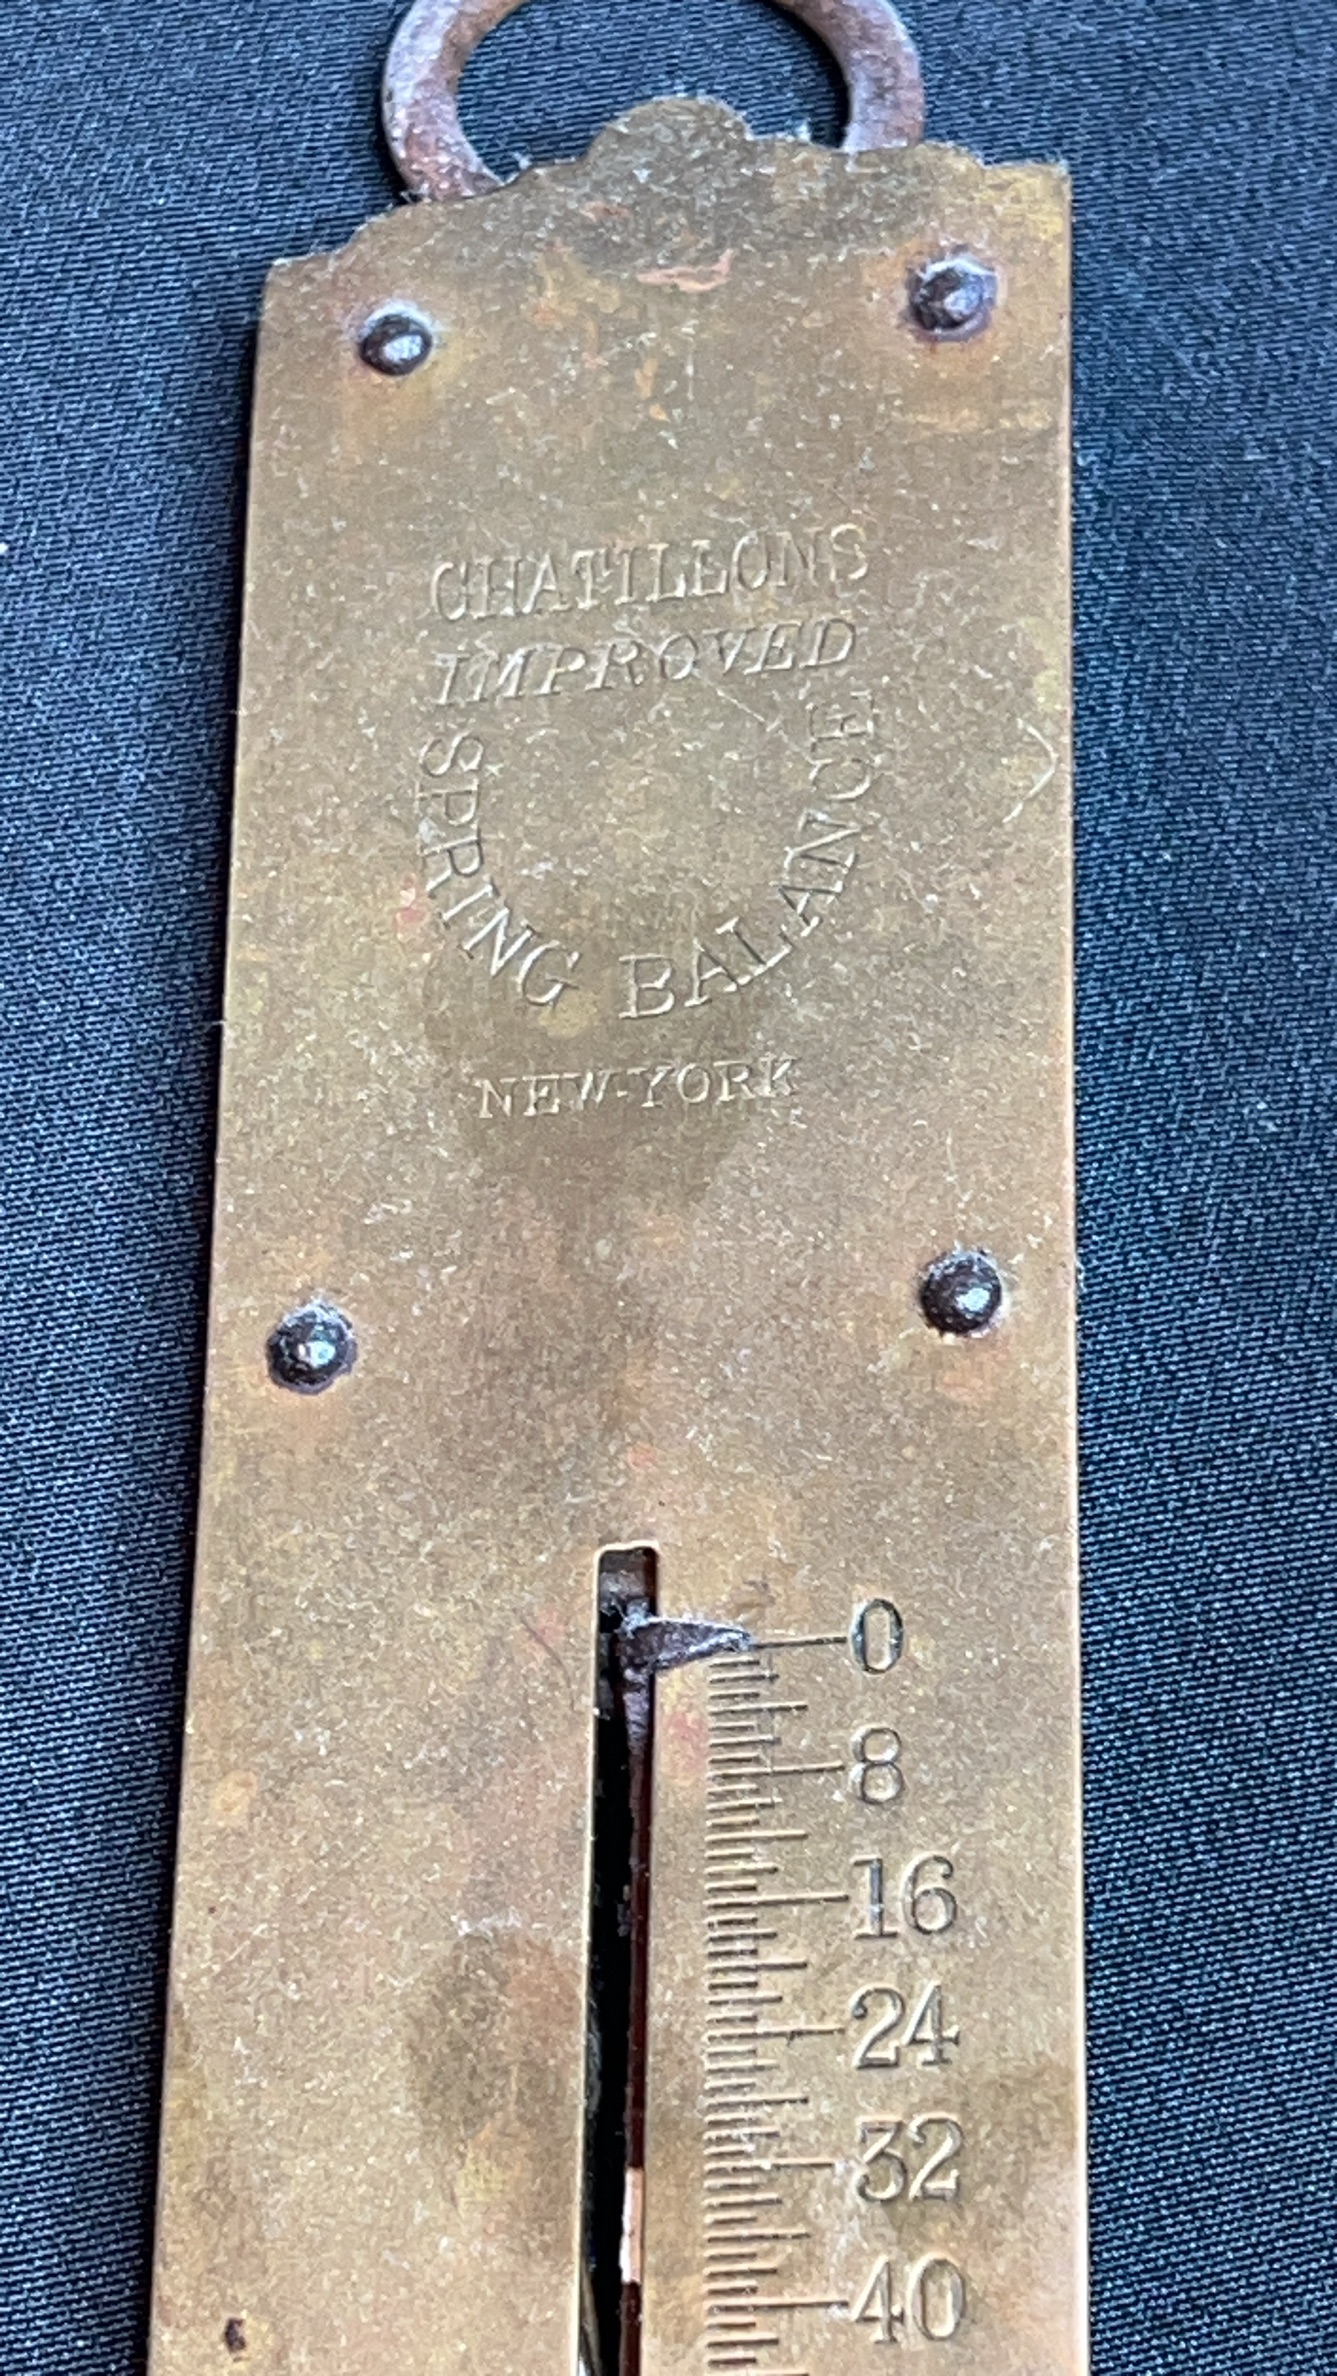 CHATILLONS
IMPROVED
SPRING BALANCE
NEW-YORK
0
8
16
24
32
40